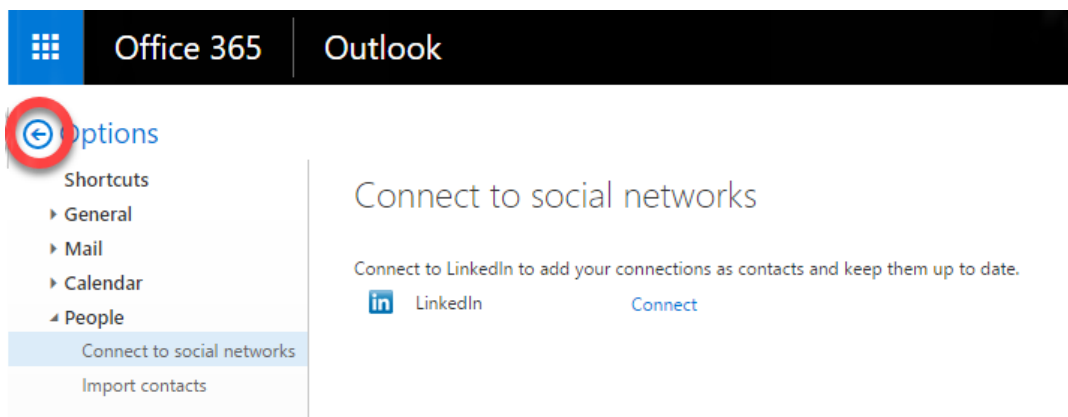 Office 365
Outlook
Options
Shortcuts
General
Mail
Calendar
People
Connect to social networks
Import contacts
Connect to social networks
Connect to LinkedIn to add your connections as contacts and keep them up to date.
in LinkedIn Connect